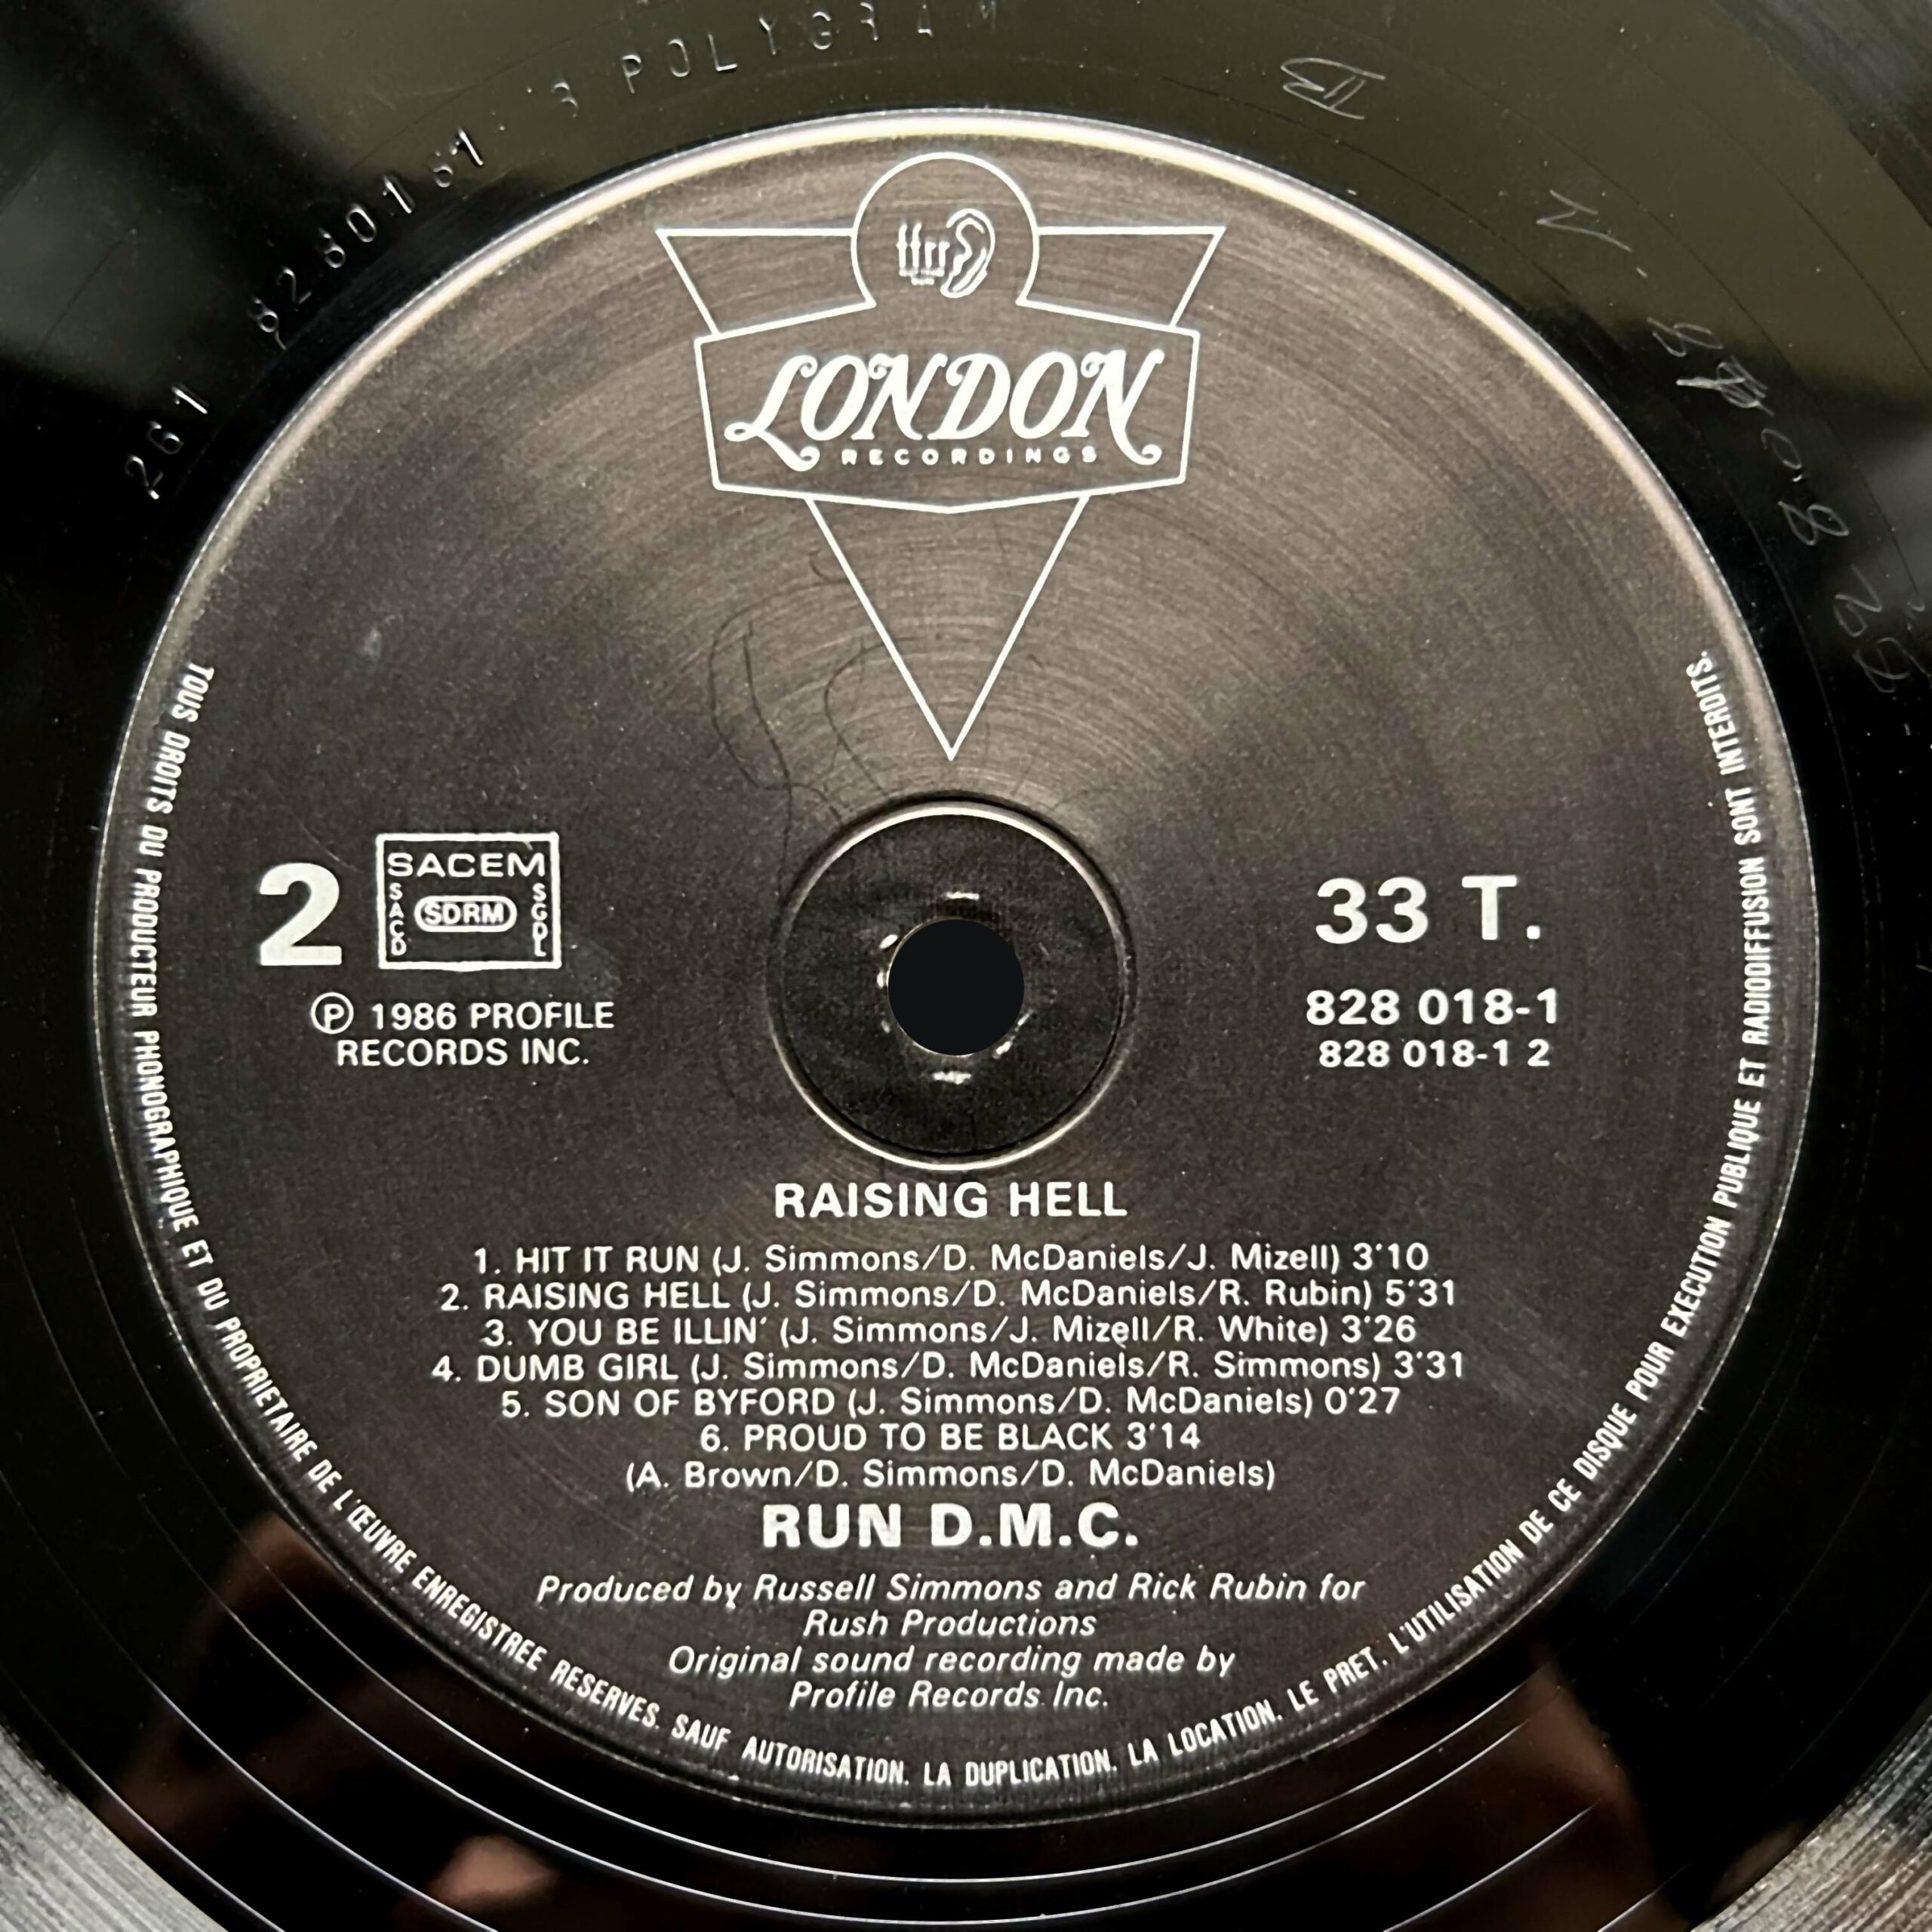 POLYGRAM
261
ffrr
LONDON
RECORDINGS
2
SACEM
SACD
SDRM
SGDL
℗ 1986 PROFILE
RECORDS INC.
33 T.
828 018-1
828 018-1 2
RAISING HELL
1. HIT IT RUN (J. Simmons/D. McDaniels/J. Mizell) 3'10
2. RAISING HELL (J. Simmons/D. McDaniels/R. Rubin) 5'31
3. YOU BE ILLIN' (J. Simmons/J. Mizell/R. White) 3'26
4. DUMB GIRL (J. Simmons/D. McDaniels/R. Simmons) 3'31
5. SON OF BYFORD (J. Simmons/D. McDaniels) 0'27
6. PROUD TO BE BLACK 3'14
(A. Brown/D. Simmons/D. McDaniels)
RUN D.M.C.
Produced by Russell Simmons and Rick Rubin for
Rush Productions
Original sound recording made by
Profile Records Inc.
TOUS DROITS DU PRODUCTEUR PHONOGRAPHIQUE ET DU PROPRIETAIRE DE L'ŒUVRE ENREGISTREE RESERVES. SAUF AUTORISATION. LA DUPLICATION. LA LOCATION. LE PRET. L'UTILISATION DE CE DISQUE POUR EXECUTION PUBLIQUE ET RADIODIFFUSION SONT INTERDITS.